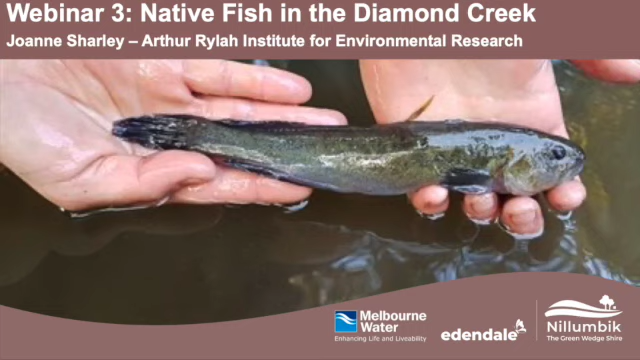 Webinar 3: Native Fish in the Diamond Creek
Joanne Sharley – Arthur Rylah Institute for Environmental Research
Melbourne
Water
Enhancing Life and Liveability
edendale
Nillumbik
The Green Wedge Shire